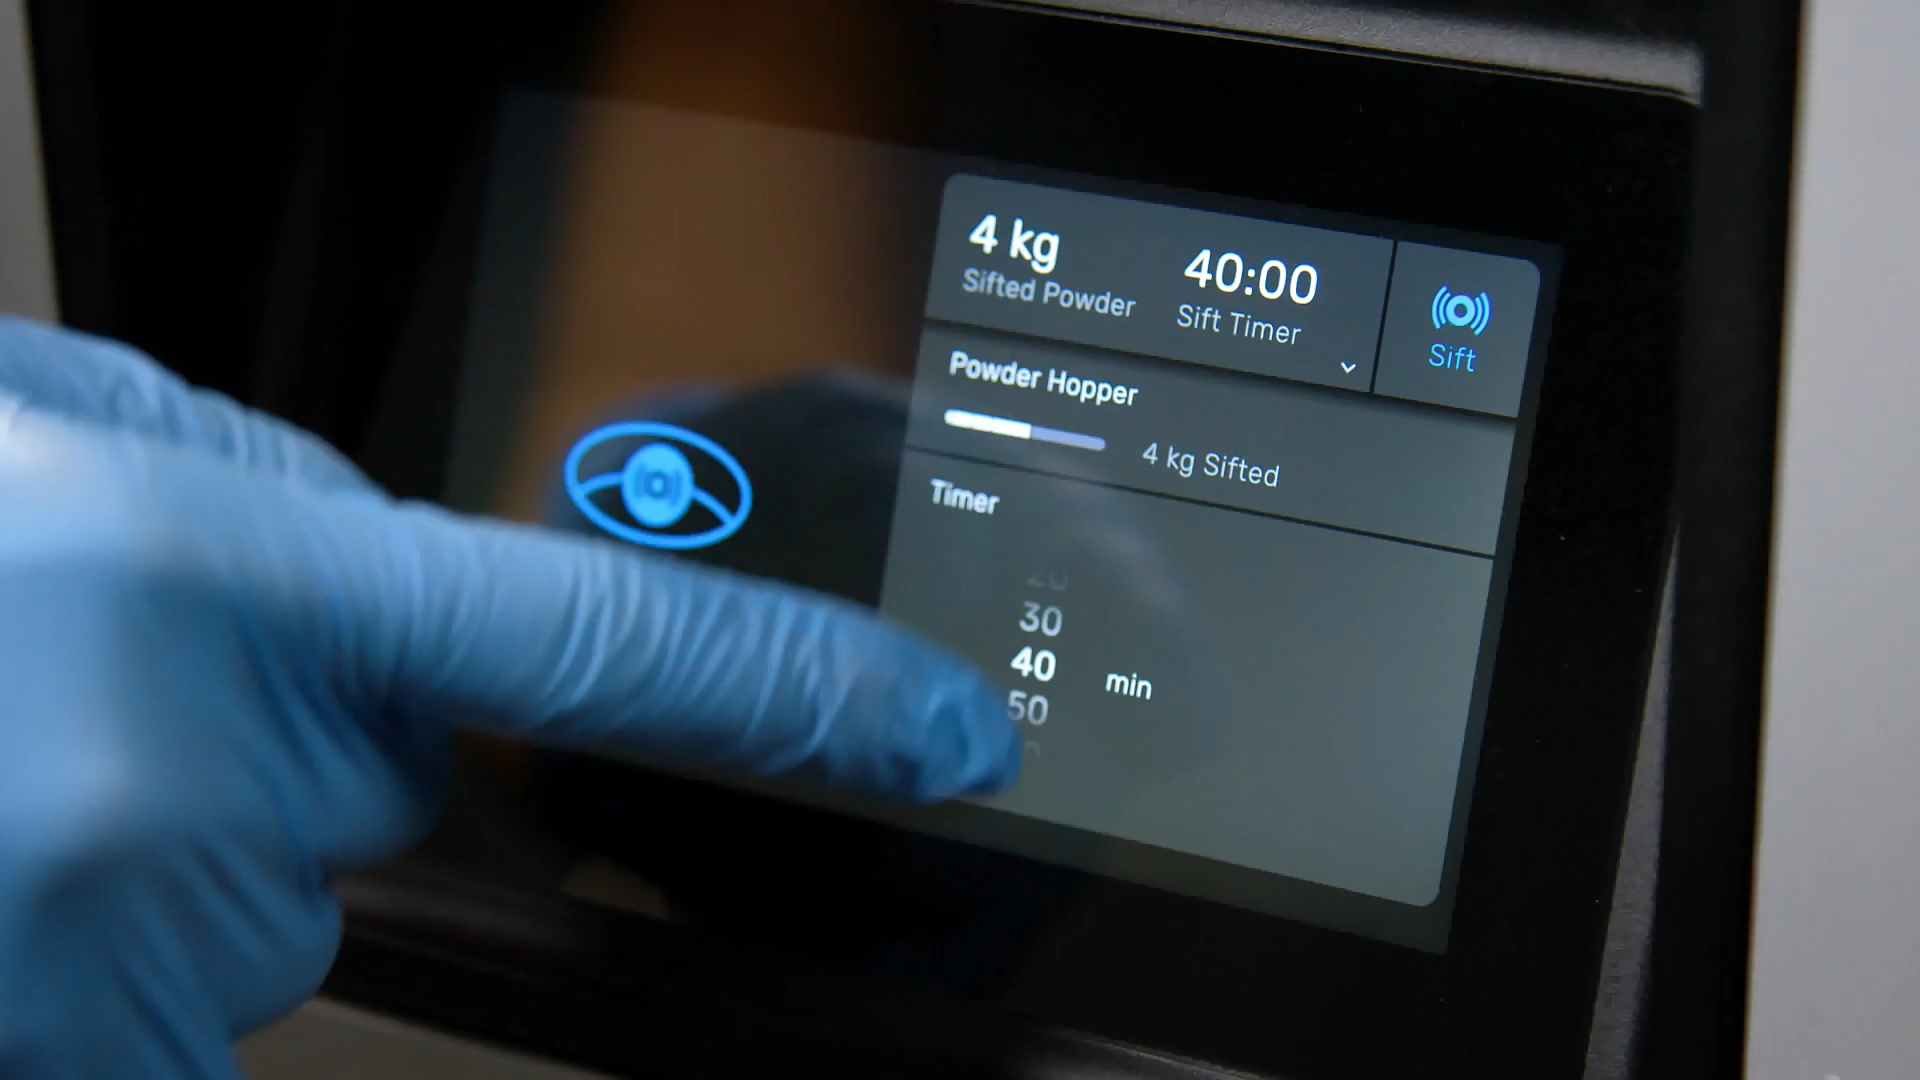 4 kg
Sifted Powder
40:00
Sift Timer
Sift
Powder Hopper
4 kg Sifted
Timer
20
30
40 min
50